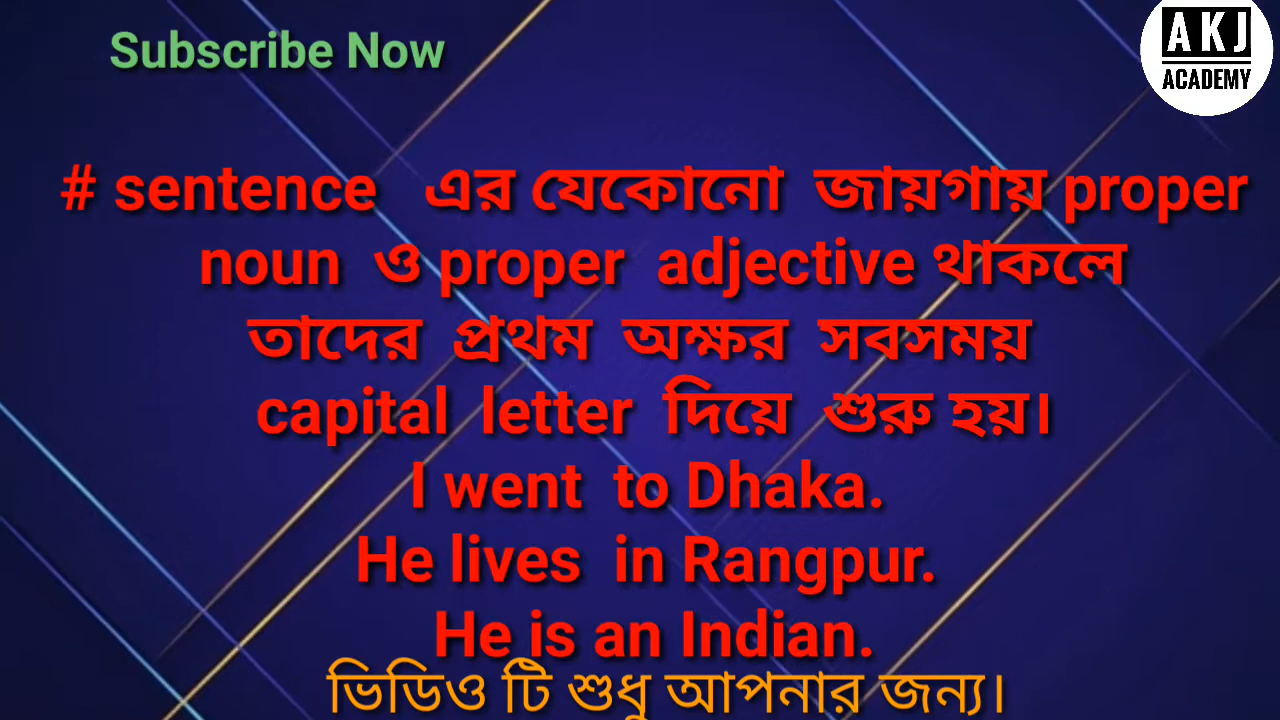 Subscribe Now
AKJ
ACADEMY
# sentence এর যেকোনো জায়গায় proper
noun ও proper adjective থাকলে
তাদের প্রথম অক্ষর সবসময়
capital letter দিয়ে শুরু হয়।
I went to Dhaka.
He lives in Rangpur.
He is an Indian.
ভিডিও টি শুধু আপনার জন্য।